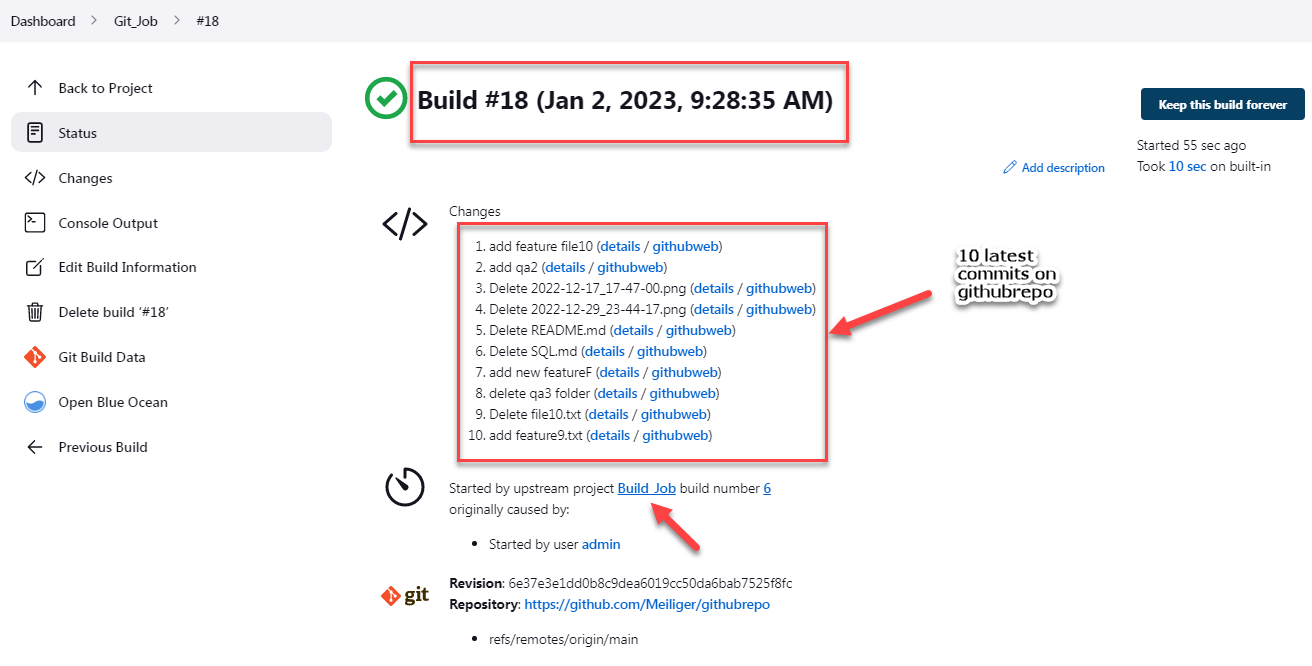 Dashboard > Git_Job > #18
Back to Project
Status
Changes
Console Output
Edit Build Information
Delete build ‘#18’
Git Build Data
Open Blue Ocean
Previous Build
Build #18 (Jan 2, 2023, 9:28:35 AM)
Keep this build forever
Started 55 sec ago
Took 10 sec on built-in
Add description
Changes
1. add feature file10 (details / githubweb)
2. add qa2 (details / githubweb)
3. Delete 2022-12-17_17-47-00.png (details / githubweb)
4. Delete 2022-12-29_23-44-17.png (details / githubweb)
5. Delete README.md (details / githubweb)
6. Delete SQL.md (details / githubweb)
7. add new featureF (details / githubweb)
8. delete qa3 folder (details / githubweb)
9. Delete file10.txt (details / githubweb)
10. add feature9.txt (details / githubweb)
10 latest
commits on
githubrepo
Started by upstream project Build_Job build number 6
originally caused by:
• Started by user admin
git
Revision: 6e37e3e1dd0b8c9dea6019cc50da6bab7525f8fc
Repository: https://github.com/Meiliger/githubrepo
• refs/remotes/origin/main